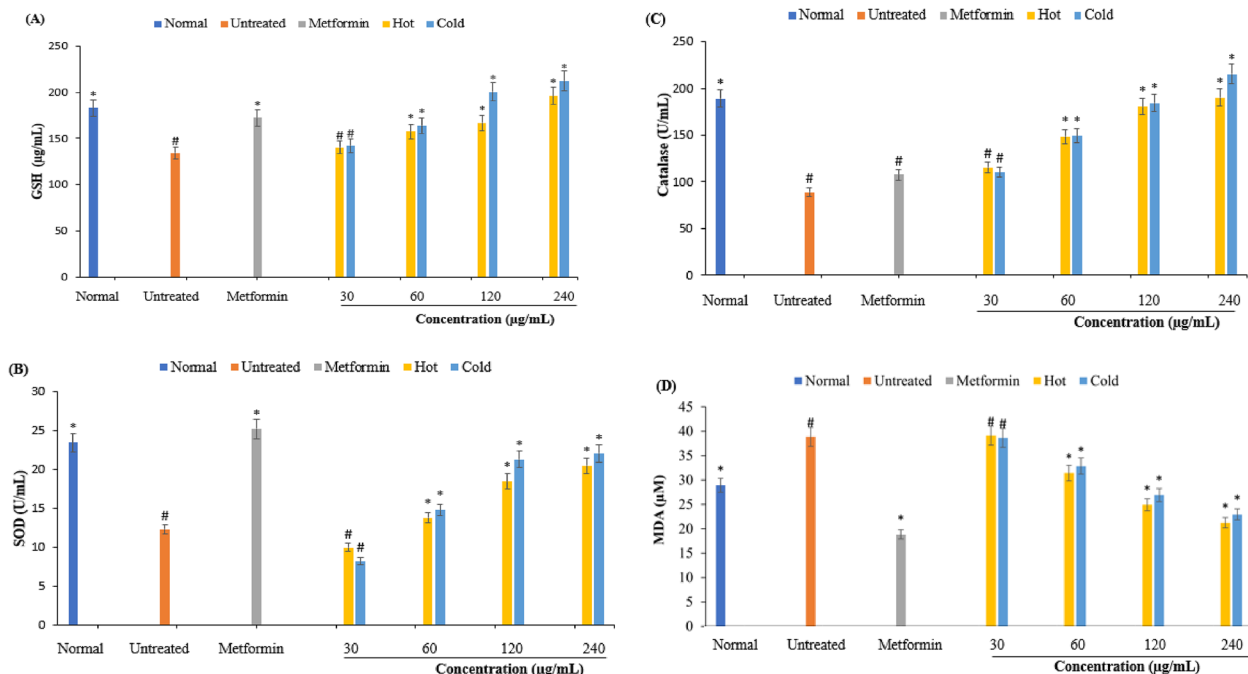 (A)
Normal Untreated Metformin Hot Cold
250
200
150
100
50
0
GSH (µg/mL)
* # * # # * * * * * *
Normal Untreated Metformin 30 60 120 240
Concentration (µg/mL)
(C)
Normal Untreated Metformin Hot Cold
250
200
150
100
50
0
Catalase (U/mL)
* # # # # * * * * * *
Normal Untreated Metformin 30 60 120 240
Concentration (µg/mL)
(B)
Normal Untreated Metformin Hot Cold
30
25
20
15
10
5
0
SOD (U/mL)
* # * # # * * * * * *
Normal Untreated Metformin 30 60 120 240
Concentration (µg/mL)
(D)
Normal Untreated Metformin Hot Cold
45
40
35
30
25
20
15
10
5
0
MDA (µM)
* # * # # * * * * * *
Normal Untreated Metformin 30 60 120 240
Concentration (µg/mL)